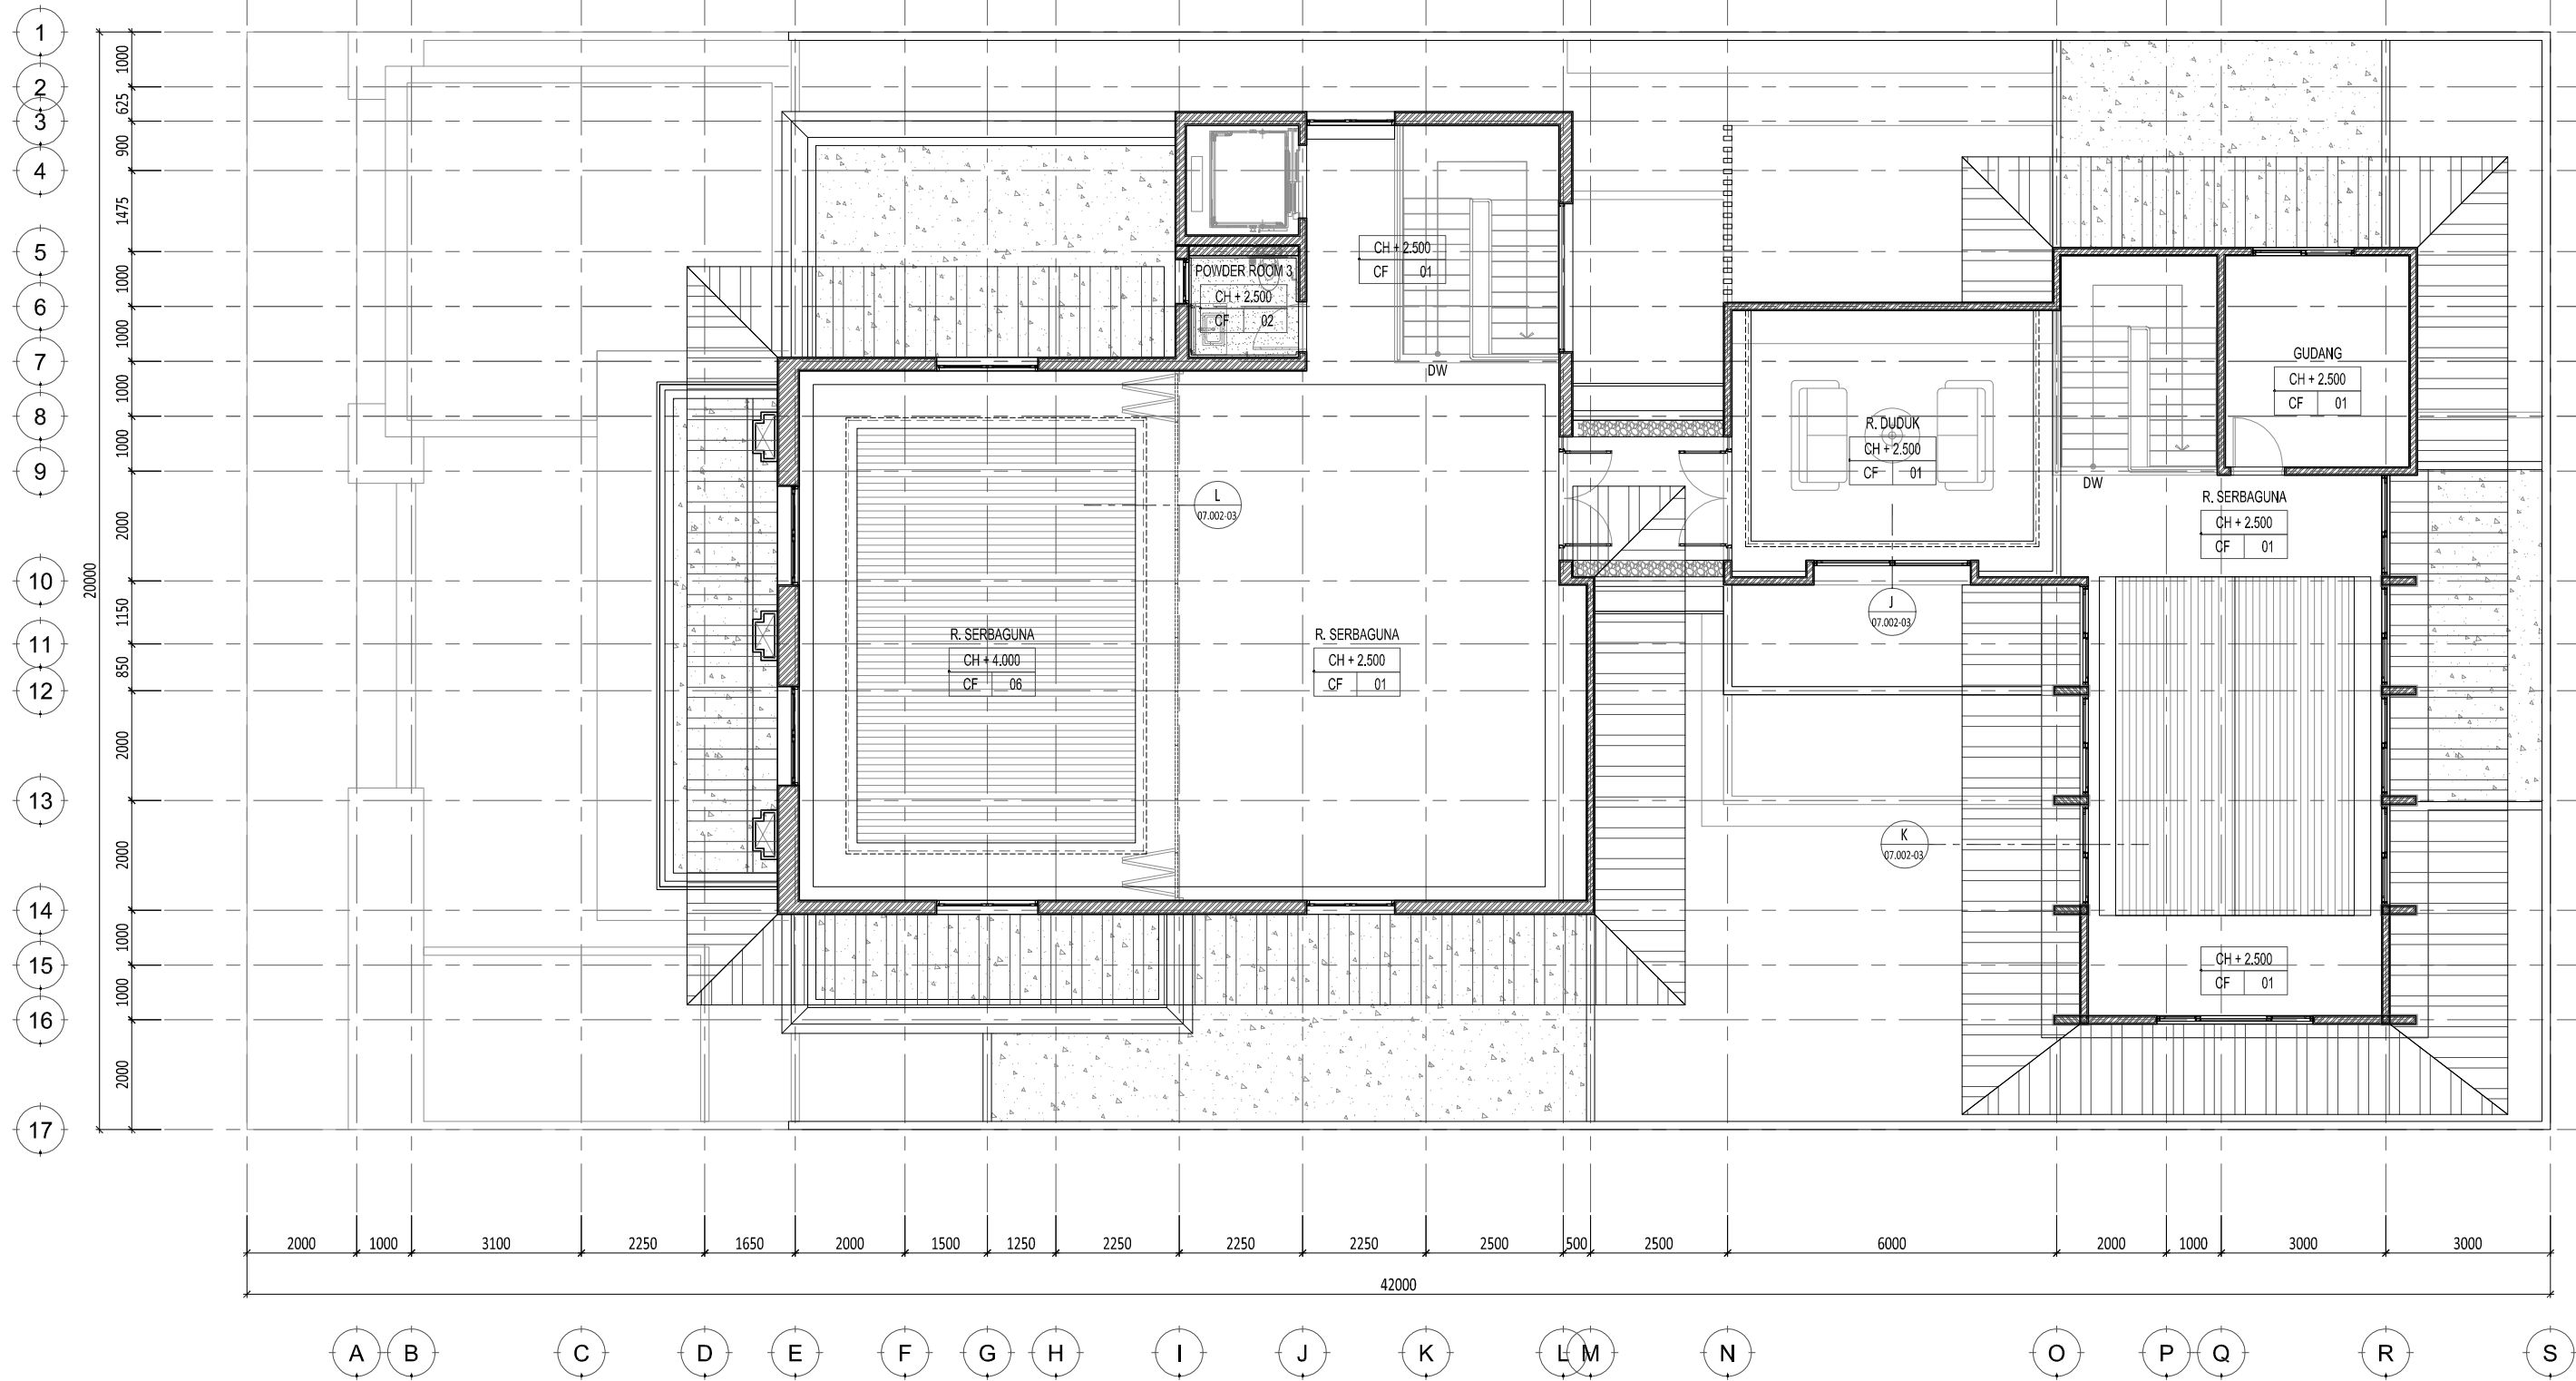 1
2
3
4
5
6
7
8
9
10
11
12
13
14
15
16
17
1000
625
900
1475
1000
1000
1000
1000
2000
1150
850
2000
2000
1000
1000
2000
20000
POWDER ROOM 3
CH + 2.500
CF 02
CH + 2.500
CF 01
DW
R. SERBAGUNA
CH + 4.000
CF 06
L
07.002-03
R. SERBAGUNA
CH + 2.500
CF 01
R. DUDUK
CH + 2.500
CF 01
J
07.002-03
K
07.002-03
GUDANG
CH + 2.500
CF 01
DW
R. SERBAGUNA
CH + 2.500
CF 01
CH + 2.500
CF 01
2000 1000 3100 2250 1650 2000 1500 1250 2250 2250 2250 2500 500 2500 6000 2000 1000 3000 3000
42000
A B C D E F G H I J K L M N O P Q R S